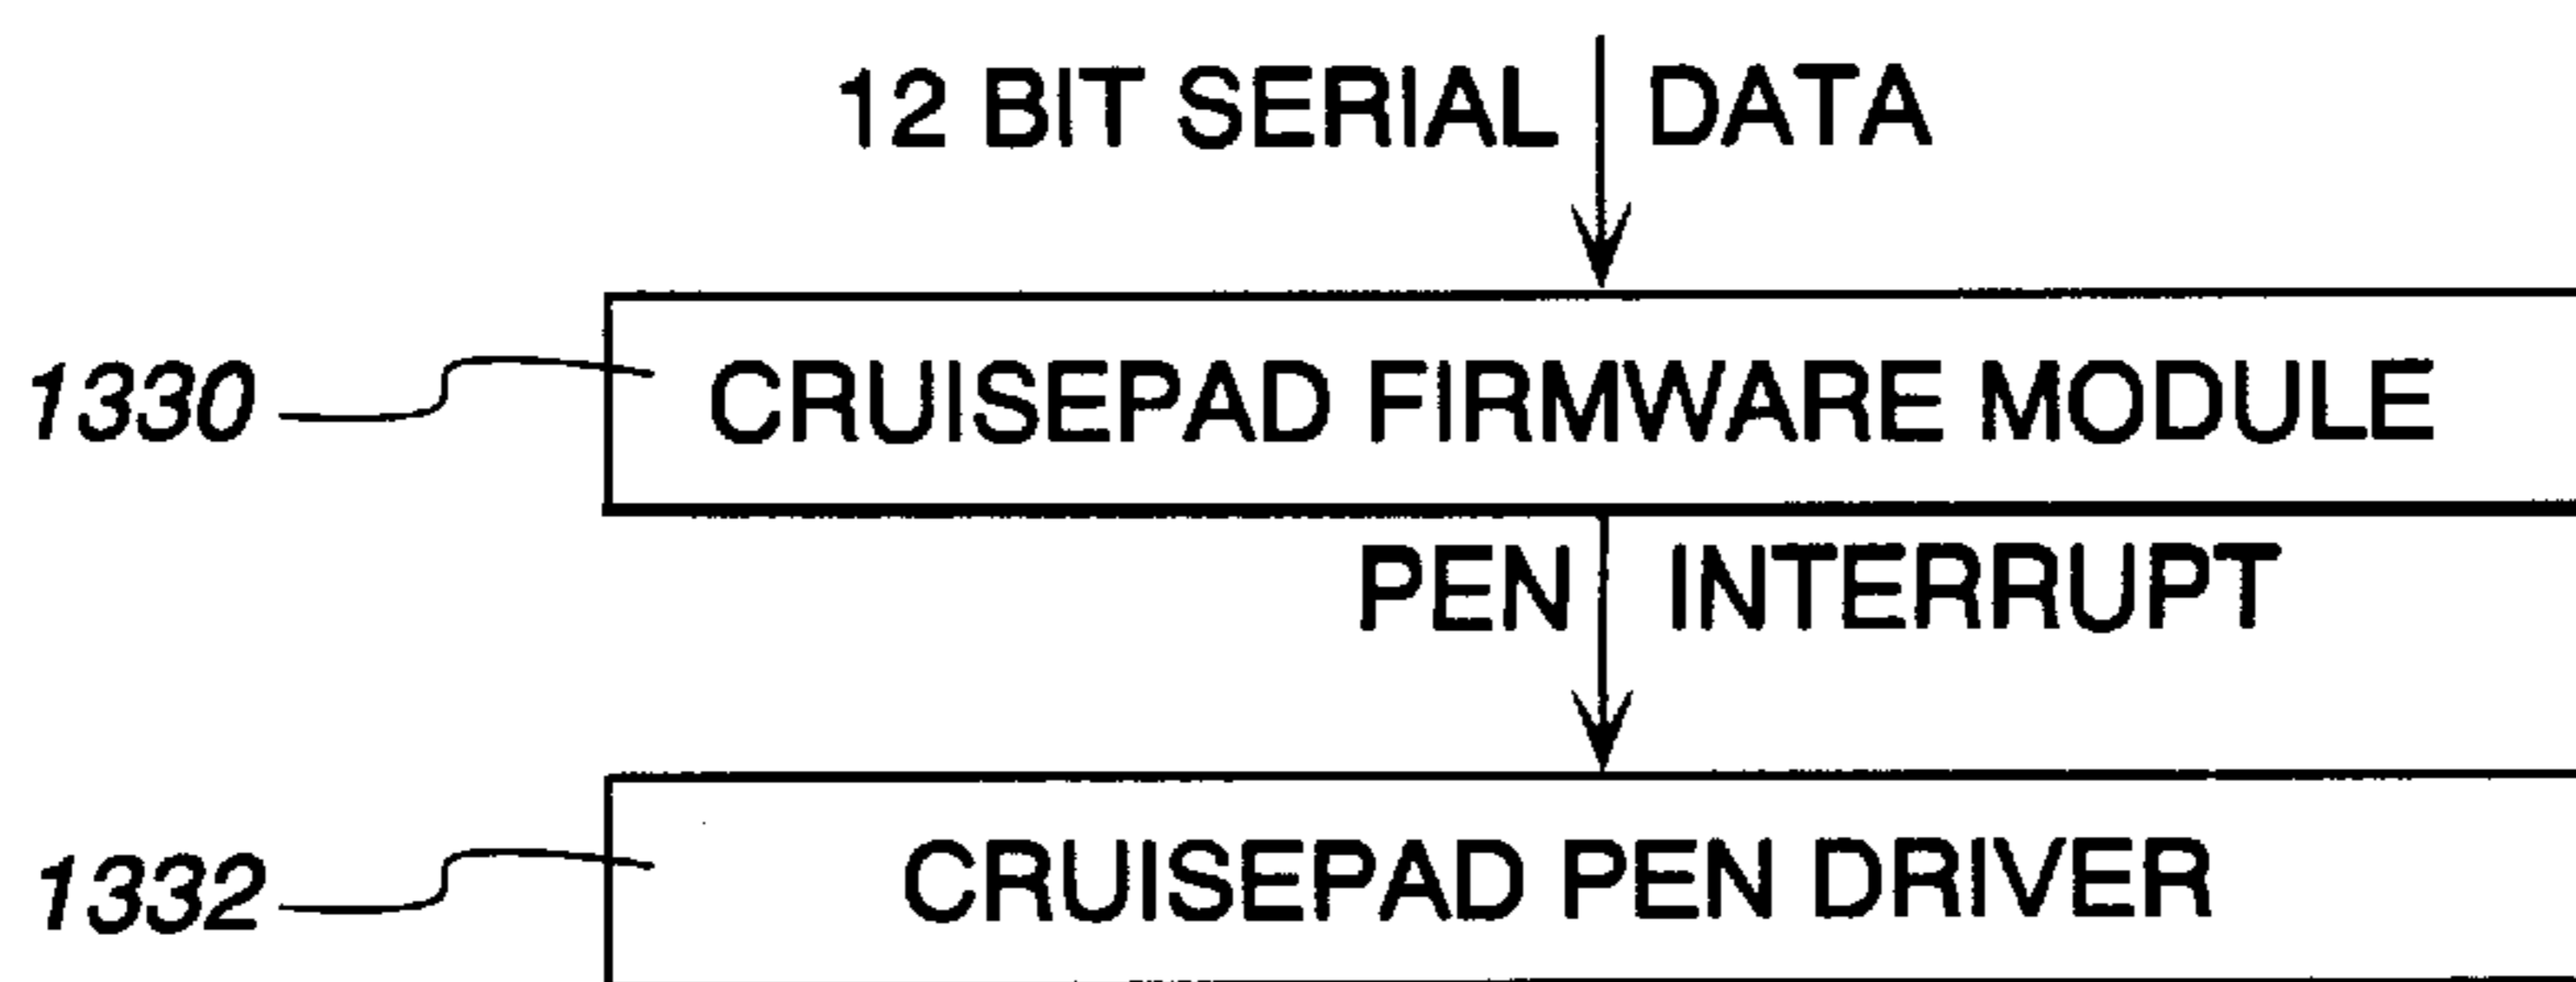 12 BIT SERIAL DATA
1330 CRUISEPAD FIRMWARE MODULE
PEN INTERRUPT
1332 CRUISEPAD PEN DRIVER